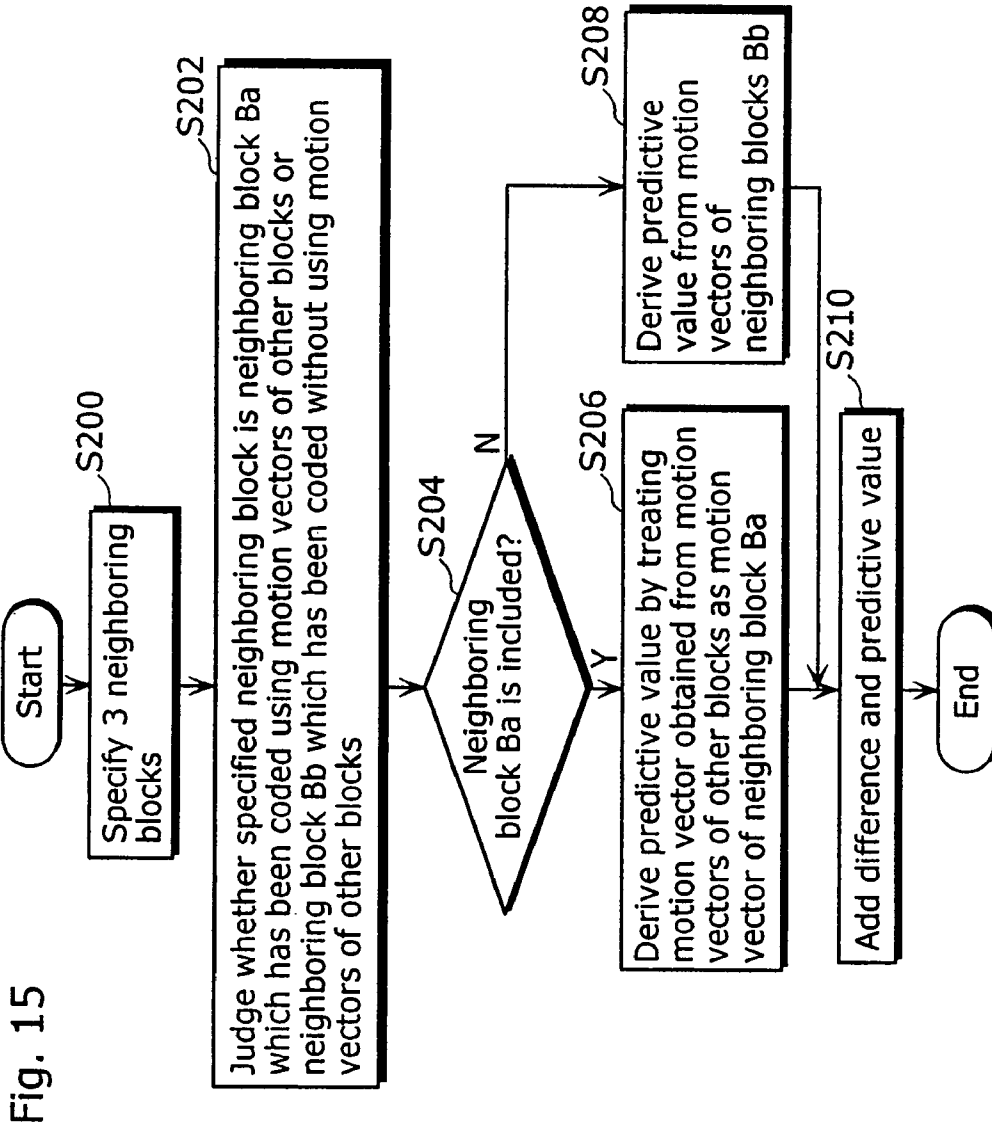 Fig. 15
Start
S200
Specify 3 neighboring
blocks
S202
Judge whether specified neighboring block is neighboring block Ba
which has been coded using motion vectors of other blocks or
neighboring block Bb which has been coded without using motion
vectors of other blocks
S204
Neighboring
block Ba is included?
N
Y
S206
Derive predictive value by treating
motion vector obtained from motion
vectors of other blocks as motion
vector of neighboring block Ba
S208
Derive predictive
value from motion
vectors of
neighboring blocks Bb
S210
Add difference and predictive value
End